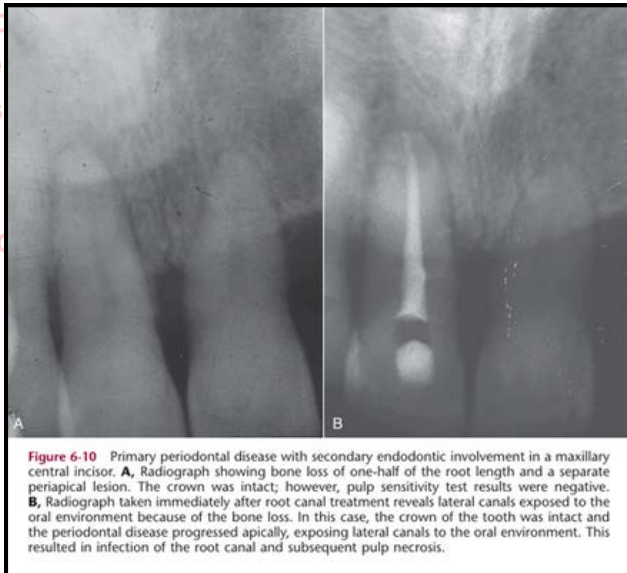 A
B
Figure 6-10 Primary periodontal disease with secondary endodontic involvement in a maxillary
central incisor. A, Radiograph showing bone loss of one-half of the root length and a separate
periapical lesion. The crown was intact; however, pulp sensitivity test results were negative.
B, Radiograph taken immediately after root canal treatment reveals lateral canals exposed to the
oral environment because of the bone loss. In this case, the crown of the tooth was intact and
the periodontal disease progressed apically, exposing lateral canals to the oral environment. This
resulted in infection of the root canal and subsequent pulp necrosis.